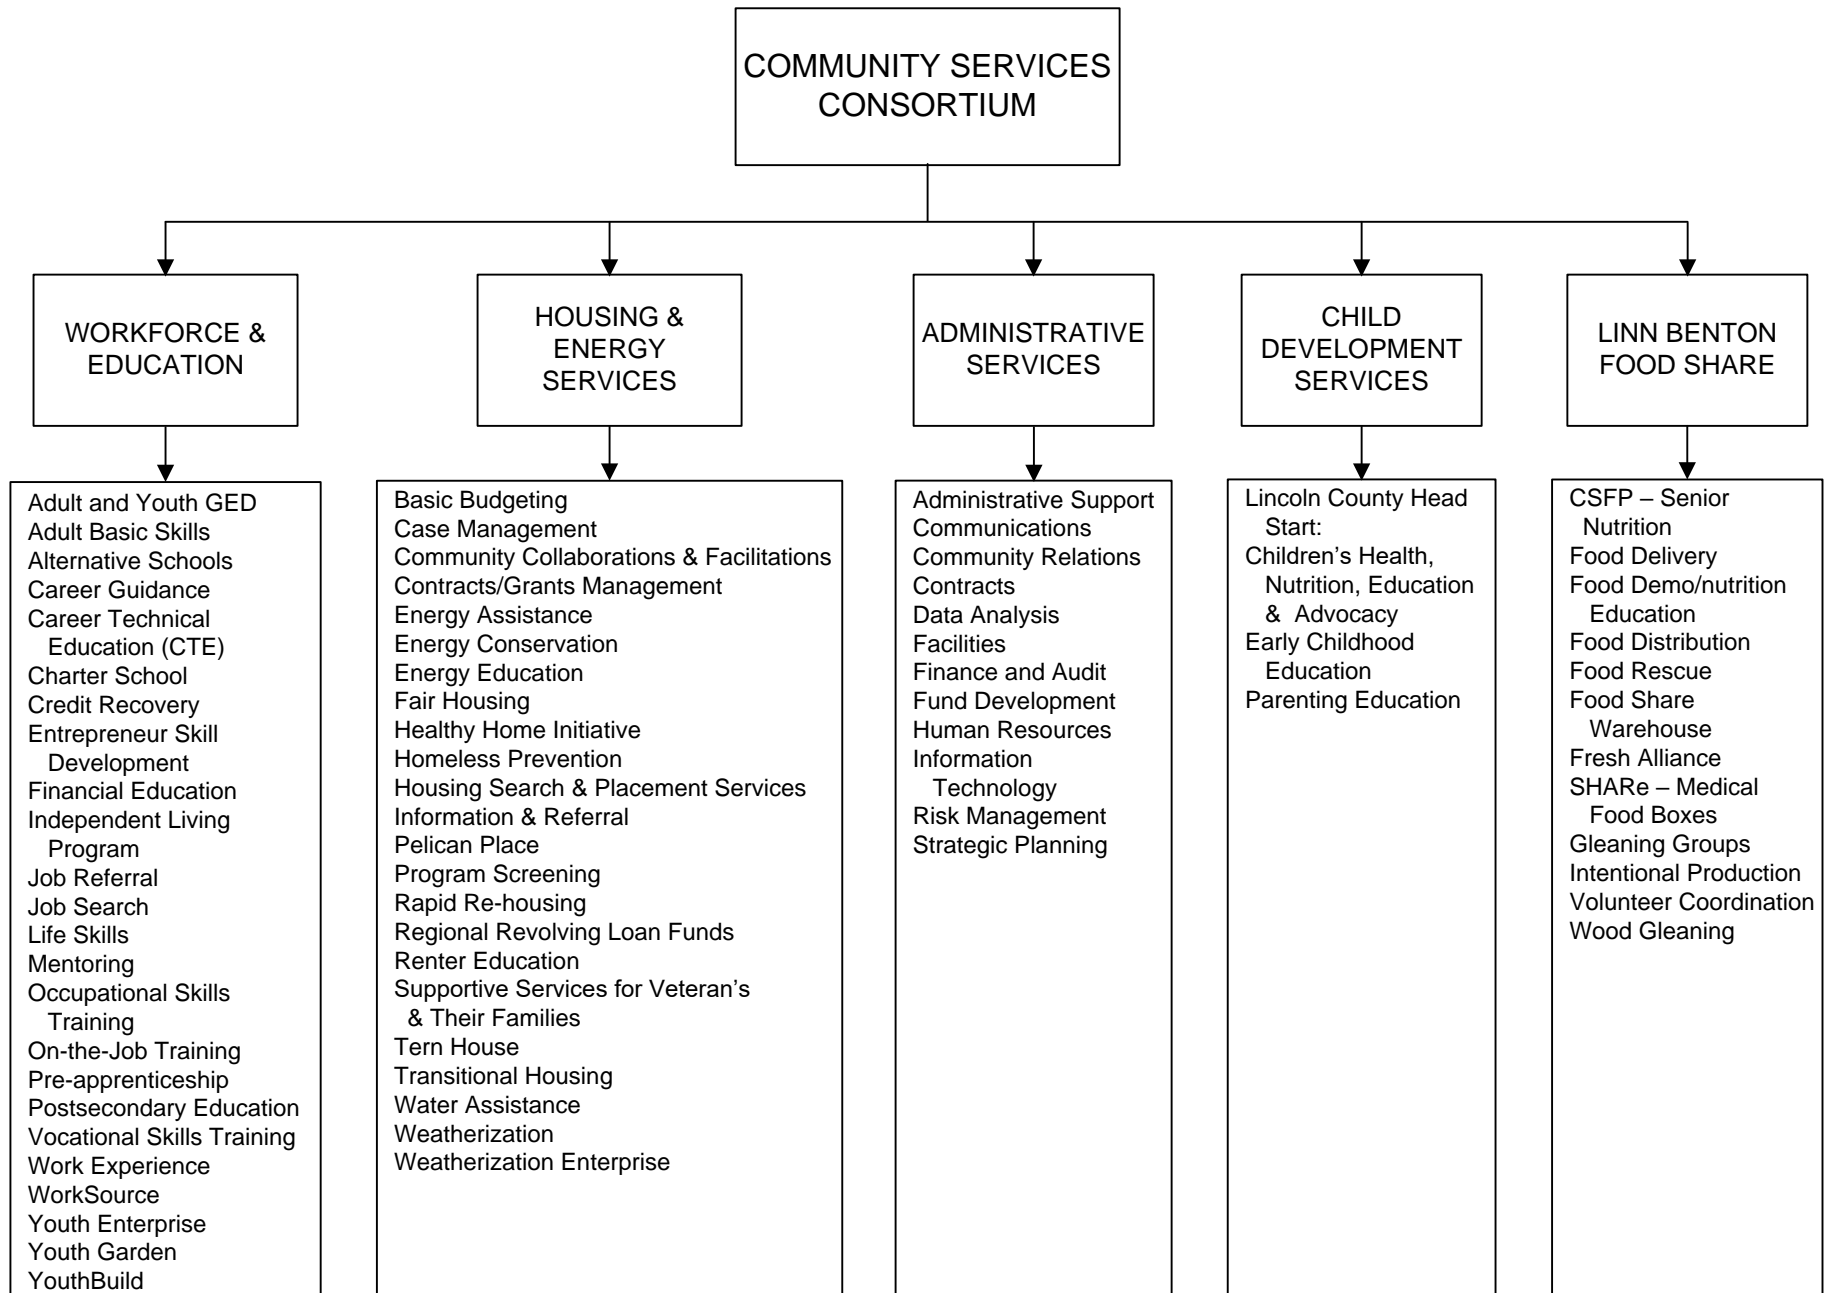 COMMUNITY SERVICES
CONSORTIUM
WORKFORCE &
EDUCATION
HOUSING &
ENERGY
SERVICES
ADMINISTRATIVE
SERVICES
CHILD
DEVELOPMENT
SERVICES
LINN BENTON
FOOD SHARE
Adult and Youth GED
Adult Basic Skills
Alternative Schools
Career Guidance
Career Technical
Education (CTE)
Charter School
Credit Recovery
Entrepreneur Skill
Development
Financial Education
Independent Living
Program
Job Referral
Job Search
Life Skills
Mentoring
Occupational Skills
Training
On-the-Job Training
Pre-apprenticeship
Postsecondary Education
Vocational Skills Training
Work Experience
WorkSource
Youth Enterprise
Youth Garden
YouthBuild
Basic Budgeting
Case Management
Community Collaborations & Facilitations
Contracts/Grants Management
Energy Assistance
Energy Conservation
Energy Education
Fair Housing
Healthy Home Initiative
Homeless Prevention
Housing Search & Placement Services
Information & Referral
Pelican Place
Program Screening
Rapid Re-housing
Regional Revolving Loan Funds
Renter Education
Supportive Services for Veteran’s
& Their Families
Tern House
Transitional Housing
Water Assistance
Weatherization
Weatherization Enterprise
Administrative Support
Communications
Community Relations
Contracts
Data Analysis
Facilities
Finance and Audit
Fund Development
Human Resources
Information
Technology
Risk Management
Strategic Planning
Lincoln County Head
Start:
Children’s Health,
Nutrition, Education
& Advocacy
Early Childhood
Education
Parenting Education
CSFP – Senior
Nutrition
Food Delivery
Food Demo/nutrition
Education
Food Distribution
Food Rescue
Food Share
Warehouse
Fresh Alliance
SHARe – Medical
Food Boxes
Gleaning Groups
Intentional Production
Volunteer Coordination
Wood Gleaning